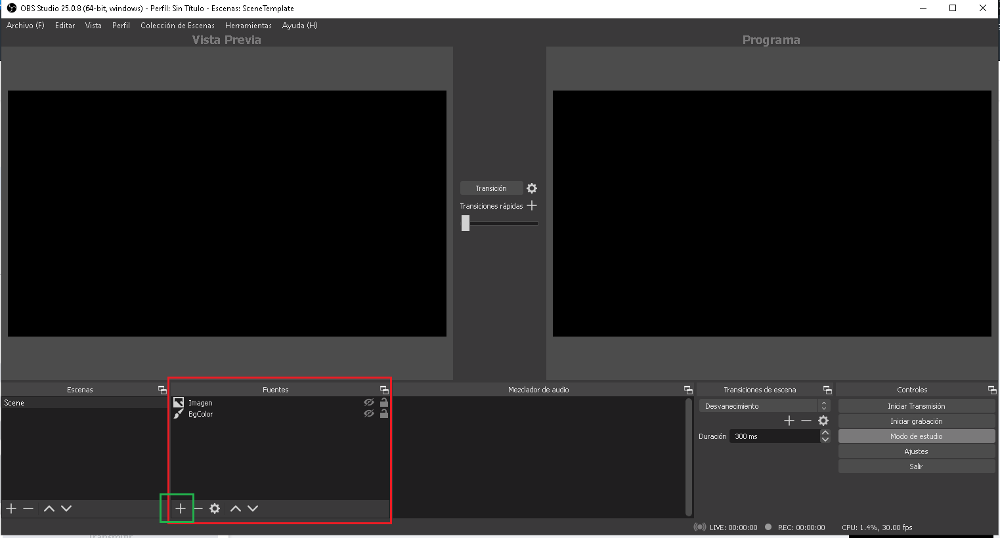 OBS Studio 25.0.8 (64-bit, windows) - Perfil: Sin Título - Escenas: SceneTemplate
Archivo (F) Editar Vista Perfil Colección de Escenas Herramientas Ayuda (H)
Vista Previa
Programa
Transición
Transiciones rápidas
Escenas
Scene
Fuentes
Imagen
BgColor
Mezclador de audio
Transiciones de escena
Desvanecimiento
Duración 300 ms
Controles
Iniciar Transmisión
Iniciar grabación
Modo de estudio
Ajustes
Salir
LIVE: 00:00:00 REC: 00:00:00 CPU: 1.4%, 30.00 fps